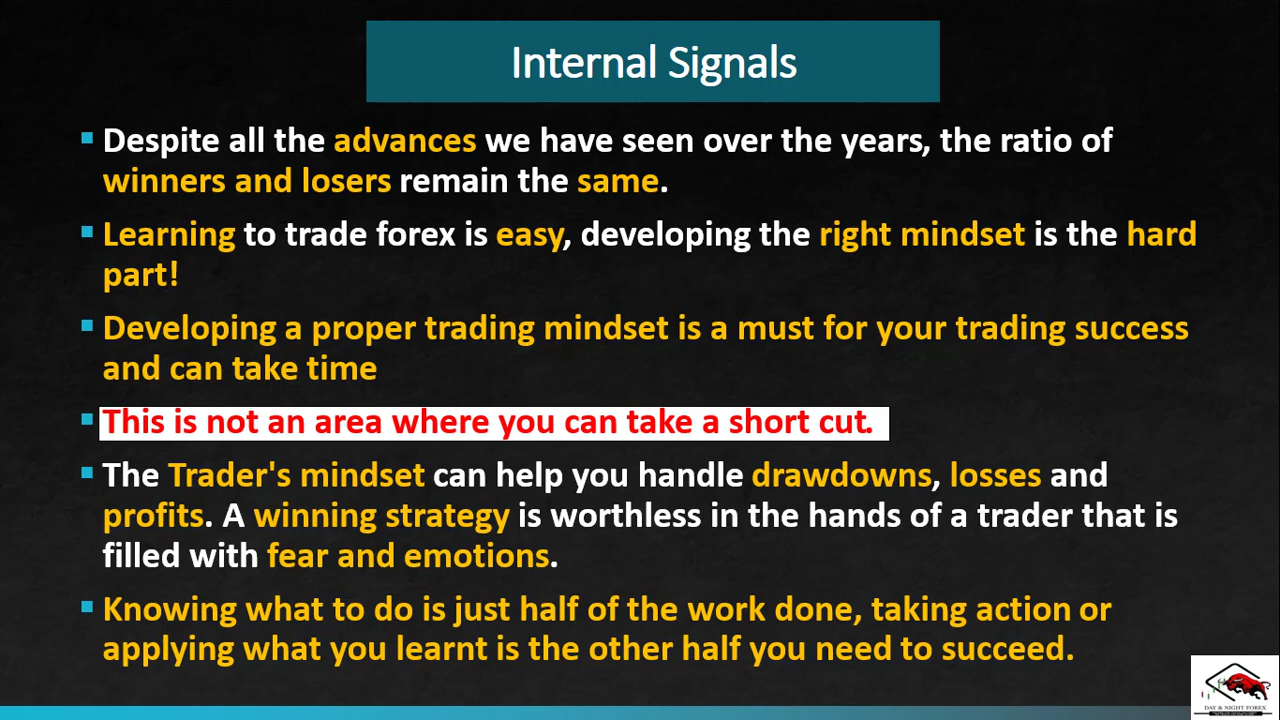 Internal Signals
Despite all the advances we have seen over the years, the ratio of
winners and losers remain the same.
Learning to trade forex is easy, developing the right mindset is the hard
part!
Developing a proper trading mindset is a must for your trading success
and can take time
This is not an area where you can take a short cut.
The Trader's mindset can help you handle drawdowns, losses and
profits. A winning strategy is worthless in the hands of a trader that is
filled with fear and emotions.
Knowing what to do is just half of the work done, taking action or
applying what you learnt is the other half you need to succeed.
DAY & NIGHT FOREX